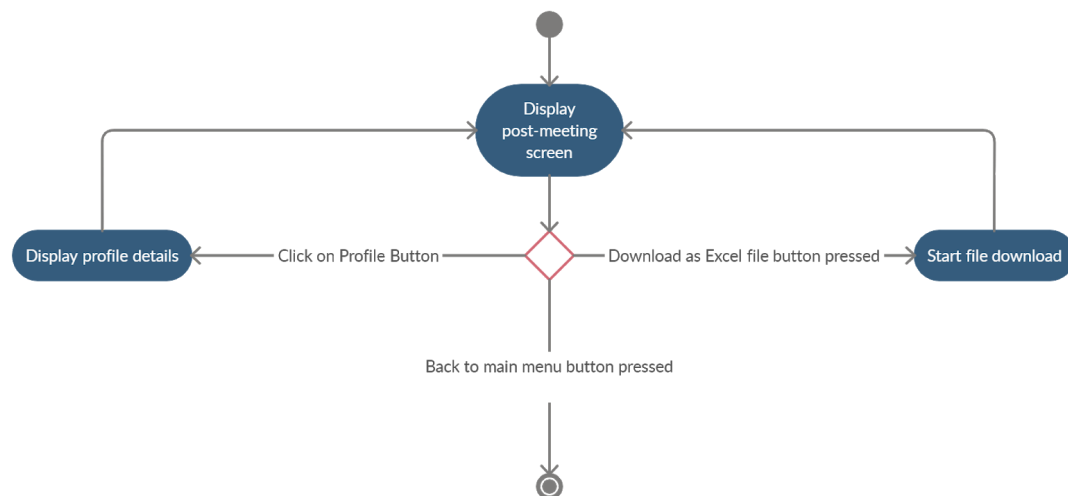 Display
post-meeting
screen
Display profile details
Click on Profile Button
Download as Excel file button pressed
Start file download
Back to main menu button pressed